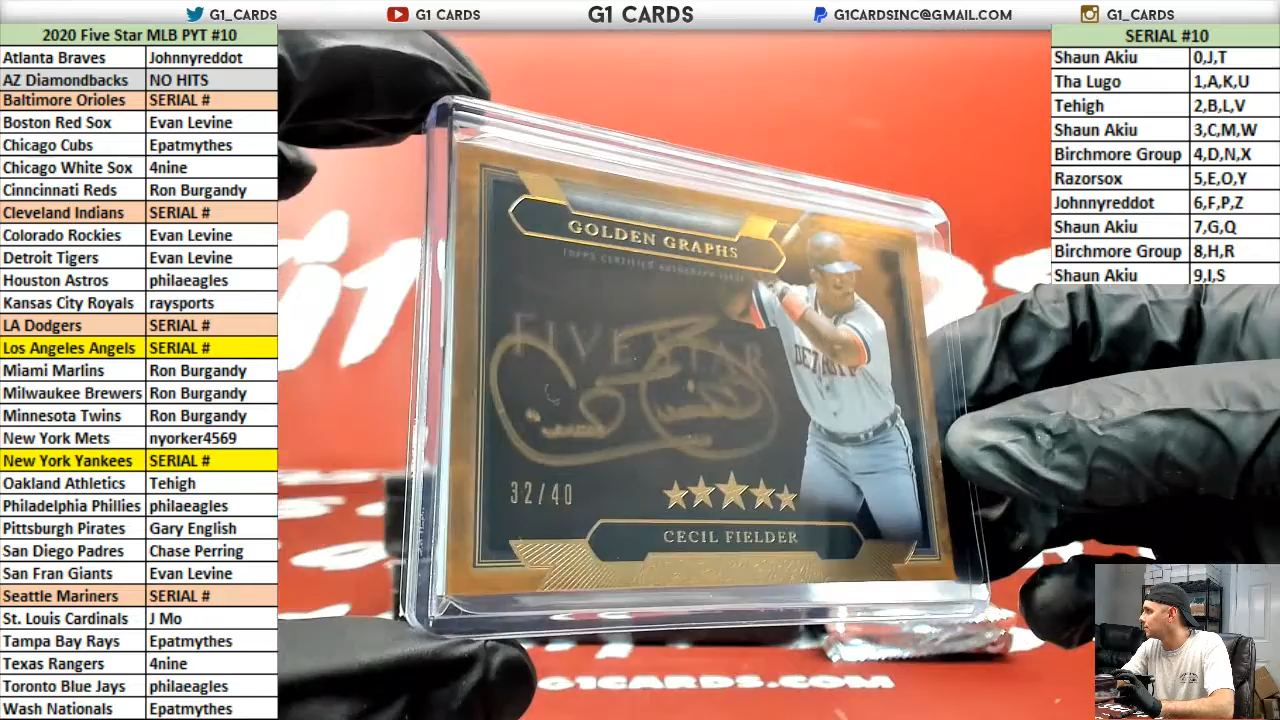 G1_CARDS
G1 CARDS
G1 CARDS
G1CARDSINC@GMAIL.COM
G1_CARDS
2020 Five Star MLB PYT #10
Atlanta Braves Johnnyreddot
AZ Diamondbacks NO HITS
Baltimore Orioles SERIAL #
Boston Red Sox Evan Levine
Chicago Cubs Epatmythes
Chicago White Sox 4nine
Cinncinnati Reds Ron Burgandy
Cleveland Indians SERIAL #
Colorado Rockies Evan Levine
Detroit Tigers Evan Levine
Houston Astros philaeagles
Kansas City Royals raysports
LA Dodgers SERIAL #
Los Angeles Angels SERIAL #
Miami Marlins Ron Burgandy
Milwaukee Brewers Ron Burgandy
Minnesota Twins Ron Burgandy
New York Mets nyorker4569
New York Yankees SERIAL #
Oakland Athletics Tehigh
Philadelphia Phillies philaeagles
Pittsburgh Pirates Gary English
San Diego Padres Chase Perring
San Fran Giants Evan Levine
Seattle Mariners SERIAL #
St. Louis Cardinals J Mo
Tampa Bay Rays Epatmythes
Texas Rangers 4nine
Toronto Blue Jays philaeagles
Wash Nationals Epatmythes
GOLDEN GRAPHS
TOPPS CERTIFIED AUTOGRAPH ISSUE
FIVE STAR
DETROIT
32/40
CECIL FIELDER
G1CARDS.COM
SERIAL #10
Shaun Akiu 0,J,T
Tha Lugo 1,A,K,U
Tehigh 2,B,L,V
Shaun Akiu 3,C,M,W
Birchmore Group 4,D,N,X
Razorsox 5,E,O,Y
Johnnyreddot 6,F,P,Z
Shaun Akiu 7,G,Q
Birchmore Group 8,H,R
Shaun Akiu 9,I,S